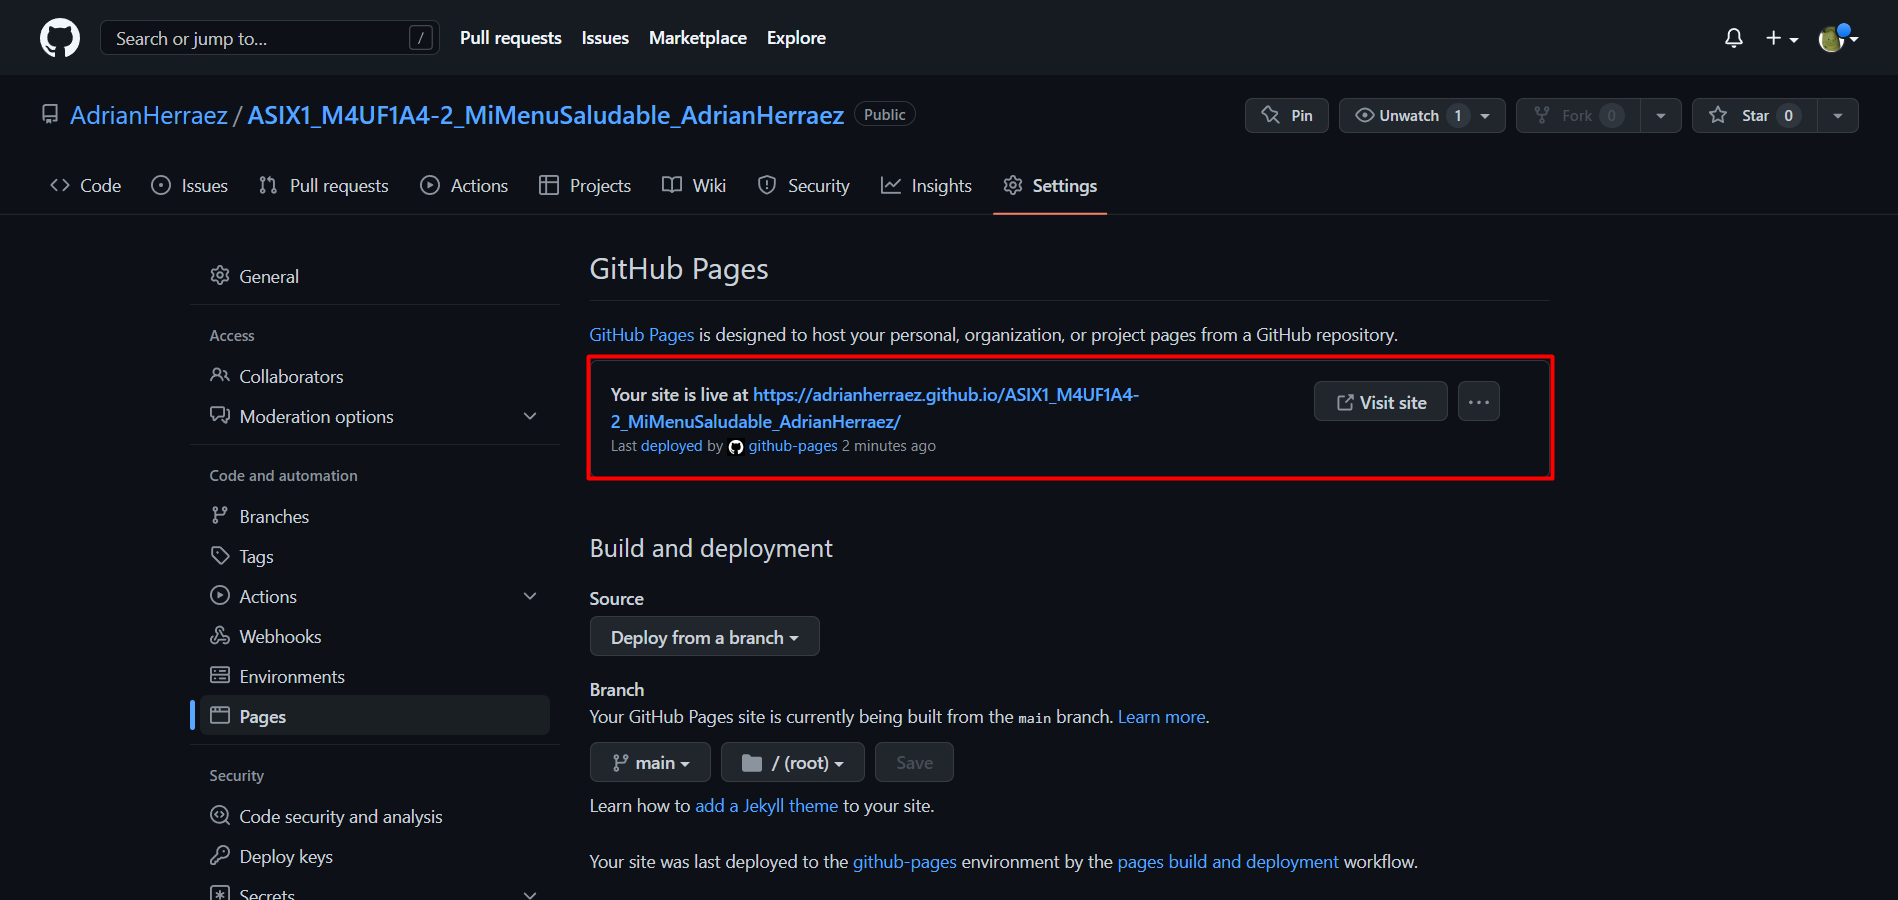 Search or jump to... /
Pull requests Issues Marketplace Explore
AdrianHerraez / ASIX1_M4UF1A4-2_MiMenuSaludable_AdrianHerraez Public
Pin Unwatch 1 Fork 0 Star 0
Code Issues Pull requests Actions Projects Wiki Security Insights Settings
General
Access
Collaborators
Moderation options
Code and automation
Branches
Tags
Actions
Webhooks
Environments
Pages
Security
Code security and analysis
Deploy keys
Secrets
GitHub Pages
GitHub Pages is designed to host your personal, organization, or project pages from a GitHub repository.
Your site is live at https://adrianherraez.github.io/ASIX1_M4UF1A4-
2_MiMenuSaludable_AdrianHerraez/
Last deployed by github-pages 2 minutes ago
Visit site ...
Build and deployment
Source
Deploy from a branch
Branch
Your GitHub Pages site is currently being built from the main branch. Learn more.
main / (root) Save
Learn how to add a Jekyll theme to your site.
Your site was last deployed to the github-pages environment by the pages build and deployment workflow.